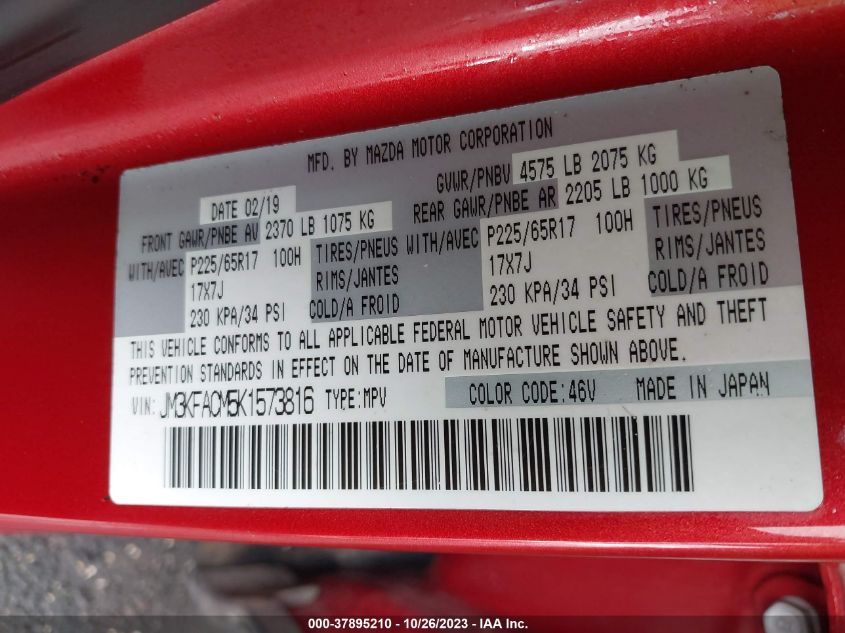 MFD. BY MAZDA MOTOR CORPORATION
DATE 02/19 GVWR/PNBV 4575 LB 2075 KG
FRONT GAWR/PNBE AV 2370 LB 1075 KG REAR GAWR/PNBE AR 2205 LB 1000 KG
WITH/AVEC P225/65R17 100H TIRES/PNEUS WITH/AVEC P225/65R17 100H TIRES/PNEUS
17X7J RIMS/JANTES 17X7J RIMS/JANTES
230 KPA/34 PSI COLD/A FROID 230 KPA/34 PSI COLD/A FROID
THIS VEHICLE CONFORMS TO ALL APPLICABLE FEDERAL MOTOR VEHICLE SAFETY AND THEFT
PREVENTION STANDARDS IN EFFECT ON THE DATE OF MANUFACTURE SHOWN ABOVE.
VIN: JM3KFACM5K1573816 TYPE: MPV COLOR CODE: 46V MADE IN JAPAN
000-37895210 - 10/26/2023 - IAA Inc.